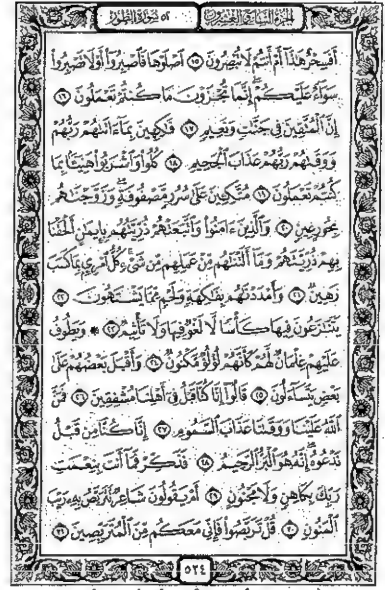 الجزء السابع والعشرون ٥٢ سورة الطور
أَفَسِحْرٌ هَٰذَا أَمْ أَنتُمْ لَا تُبْصِرُونَ ١٥ اصْلَوْهَا فَاصْبِرُوا أَوْ لَا تَصْبِرُوا
سَوَاءٌ عَلَيْكُمْ إِنَّمَا تُجْزَوْنَ مَا كُنتُمْ تَعْمَلُونَ ١٦
إِنَّ الْمُتَّقِينَ فِي جَنَّاتٍ وَنَعِيمٍ ١٧ فَاكِهِينَ بِمَا آتَاهُمْ رَبُّهُمْ
وَوَقَاهُمْ رَبُّهُمْ عَذَابَ الْجَحِيمِ ١٨ كُلُوا وَاشْرَبُوا هَنِيئًا بِمَا
كُنتُمْ تَعْمَلُونَ ١٩ مُتَّكِئِينَ عَلَىٰ سُرُرٍ مَّصْفُوفَةٍ وَزَوَّجْنَاهُم
بِحُورٍ عِينٍ ٢٠ وَالَّذِينَ آمَنُوا وَاتَّبَعَتْهُمْ ذُرِّيَّتُهُم بِإِيمَانٍ أَلْحَقْنَا
بِهِمْ ذُرِّيَّتَهُمْ وَمَا أَلَتْنَاهُم مِّنْ عَمَلِهِم مِّن شَيْءٍ كُلُّ امْرِئٍ بِمَا كَسَبَ
رَهِينٌ ٢١ وَأَمْدَدْنَاهُم بِفَاكِهَةٍ وَلَحْمٍ مِّمَّا يَشْتَهُونَ ٢٢
يَتَنَازَعُونَ فِيهَا كَأْسًا لَّا لَغْوٌ فِيهَا وَلَا تَأْثِيمٌ ٢٣ ۞ وَيَطُوفُ
عَلَيْهِمْ غِلْمَانٌ لَّهُمْ كَأَنَّهُمْ لُؤْلُؤٌ مَّكْنُونٌ ٢٤ وَأَقْبَلَ بَعْضُهُمْ عَلَىٰ
بَعْضٍ يَتَسَاءَلُونَ ٢٥ قَالُوا إِنَّا كُنَّا قَبْلُ فِي أَهْلِنَا مُشْفِقِينَ ٢٦ فَمَنَّ
اللَّهُ عَلَيْنَا وَوَقَانَا عَذَابَ السَّمُومِ ٢٧ إِنَّا كُنَّا مِن قَبْلُ
نَدْعُوهُ إِنَّهُ هُوَ الْبَرُّ الرَّحِيمُ ٢٨ فَذَكِّرْ فَمَا أَنتَ بِنِعْمَتِ
رَبِّكَ بِكَاهِنٍ وَلَا مَجْنُونٍ ٢٩ أَمْ يَقُولُونَ شَاعِرٌ نَّتَرَبَّصُ بِهِ رَيْبَ
الْمَنُونِ ٣٠ قُلْ تَرَبَّصُوا فَإِنِّي مَعَكُم مِّنَ الْمُتَرَبِّصِينَ ٣١
٥٢٤